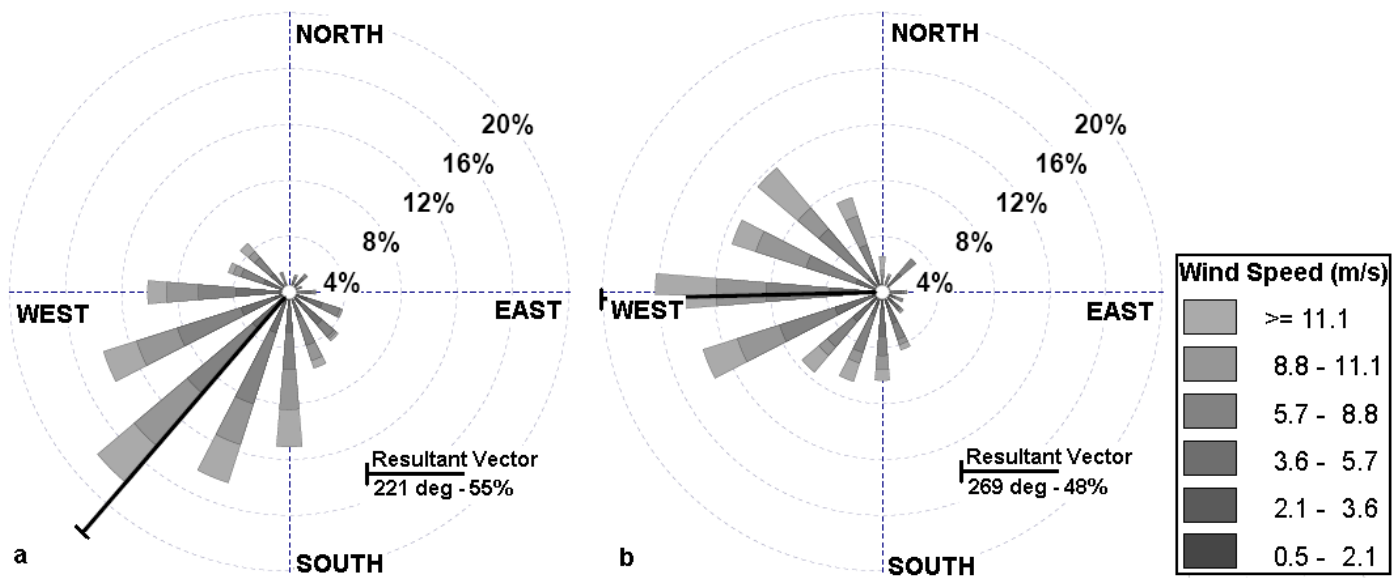 NORTH
20%
16%
12%
8%
4%
WEST
EAST
Resultant Vector
221 deg - 55%
SOUTH
a
NORTH
20%
16%
12%
8%
4%
WEST
EAST
Resultant Vector
269 deg - 48%
SOUTH
b
Wind Speed (m/s)
>= 11.1
8.8 - 11.1
5.7 - 8.8
3.6 - 5.7
2.1 - 3.6
0.5 - 2.1